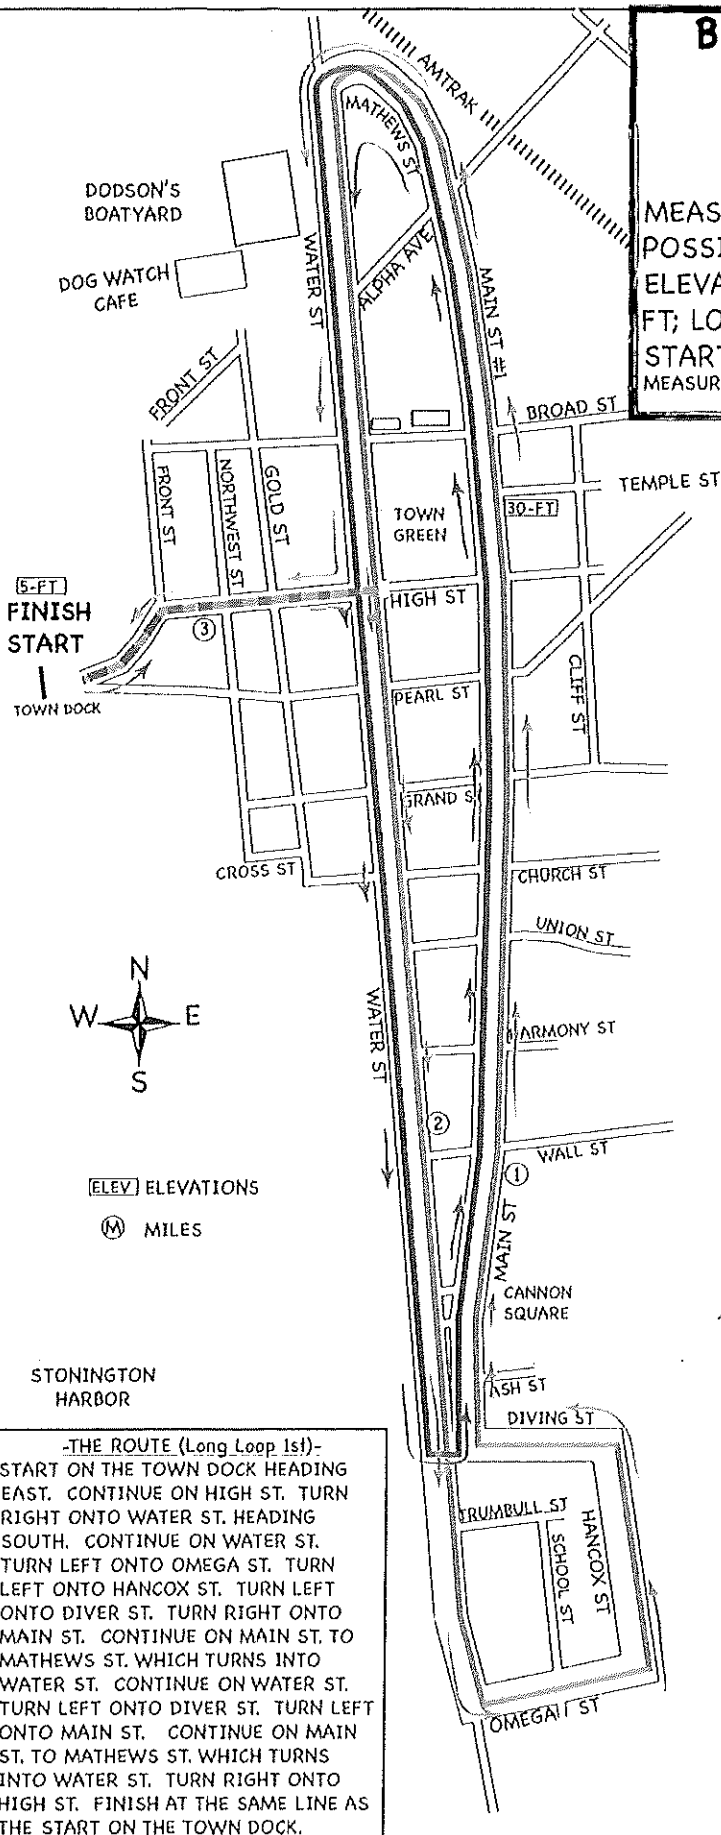 B
AMTRAK
MATHEWS ST
DODSON'S
BOATYARD
MEAS
POSSI
ELEVA
FT; LO
START
MEASUR
WATER ST
ALPHA AVE
DOG WATCH
CAFE
MAIN ST #1
FRONT ST
BROAD ST
FRONT ST
NORTHWEST ST
GOLD ST
TEMPLE ST
TOWN
GREEN
30-FT
5-FT
FINISH
START
HIGH ST
3
TOWN DOCK
PEARL ST
CLIFF ST
GRAND S
CROSS ST
CHURCH ST
UNION ST
N
W E
S
WATER ST
ARMONY ST
2
WALL ST
1
ELEV ELEVATIONS
M MILES
MAIN ST
CANNON
SQUARE
STONINGTON
HARBOR
ASH ST
DIVING ST
TRUMBULL ST
SCHOOL ST
HANCOX ST
OMEGA ST
-THE ROUTE (Long Loop 1st)-
START ON THE TOWN DOCK HEADING
EAST. CONTINUE ON HIGH ST. TURN
RIGHT ONTO WATER ST. HEADING
SOUTH. CONTINUE ON WATER ST.
TURN LEFT ONTO OMEGA ST. TURN
LEFT ONTO HANCOX ST. TURN LEFT
ONTO DIVER ST. TURN RIGHT ONTO
MAIN ST. CONTINUE ON MAIN ST. TO
MATHEWS ST. WHICH TURNS INTO
WATER ST. CONTINUE ON WATER ST.
TURN LEFT ONTO DIVER ST. TURN LEFT
ONTO MAIN ST. CONTINUE ON MAIN
ST. TO MATHEWS ST. WHICH TURNS
INTO WATER ST. TURN RIGHT ONTO
HIGH ST. FINISH AT THE SAME LINE AS
THE START ON THE TOWN DOCK.